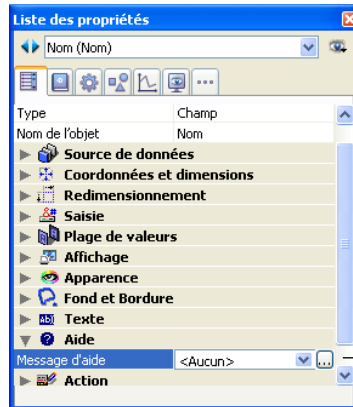 Liste des propriétés
Nom (Nom)
Type Champ
Nom de l'objet Nom
Source de données
Coordonnées et dimensions
Redimensionnement
Saisie
Plage de valeurs
Affichage
Apparence
Fond et Bordure
Texte
Aide
Message d'aide <Aucun>
Action